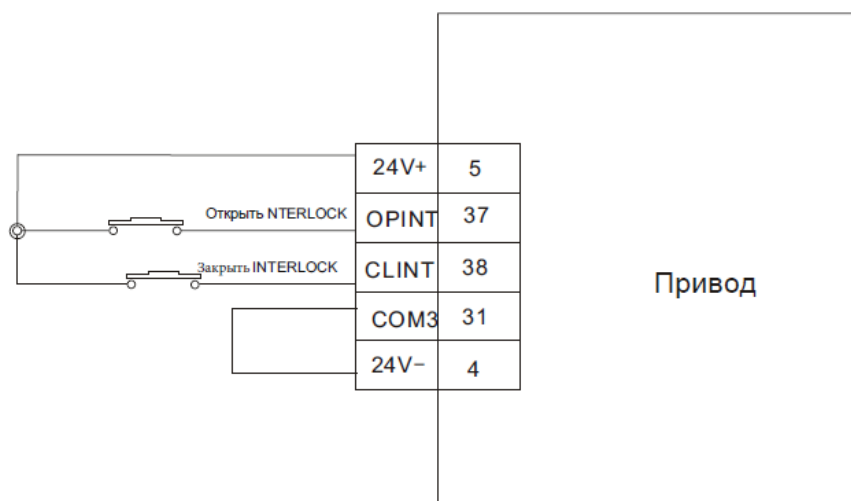 24V+ 5
Открыть NTERLOCK OPINT 37
Закрыть INTERLOCK CLINT 38
Привод
COM3 31
24V− 4